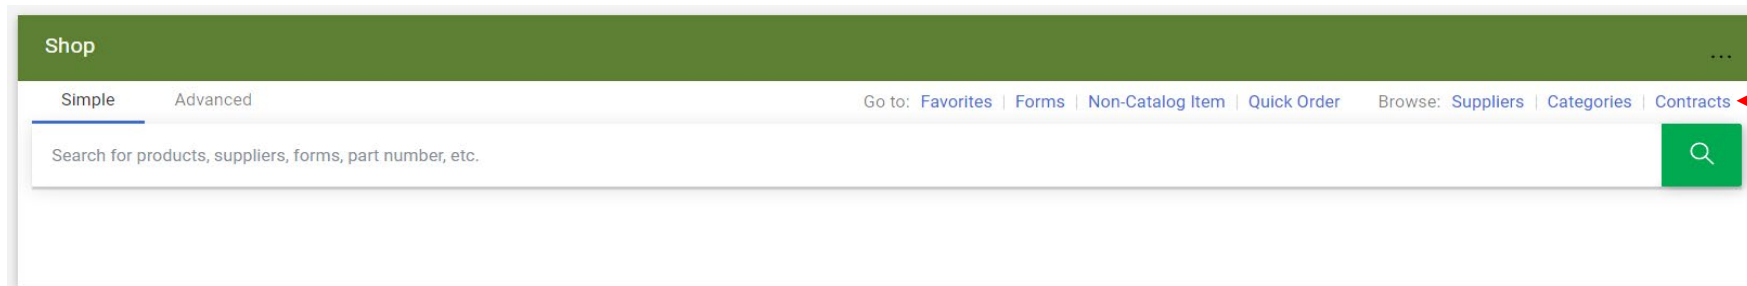 Shop
...
Simple Advanced Go to: Favorites | Forms | Non-Catalog Item | Quick Order Browse: Suppliers | Categories | Contracts
Search for products, suppliers, forms, part number, etc.